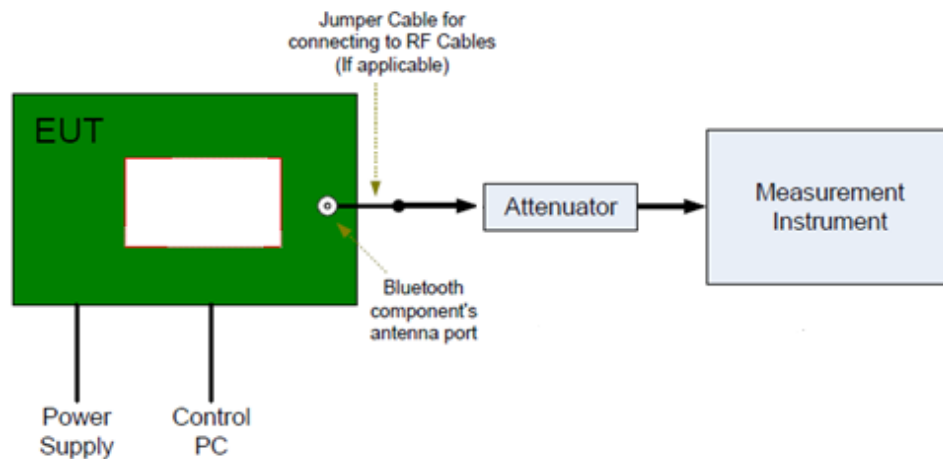 Jumper Cable for
connecting to RF Cables
(If applicable)
EUT
Attenuator
Measurement
Instrument
Bluetooth
component's
antenna port
Power
Supply
Control
PC